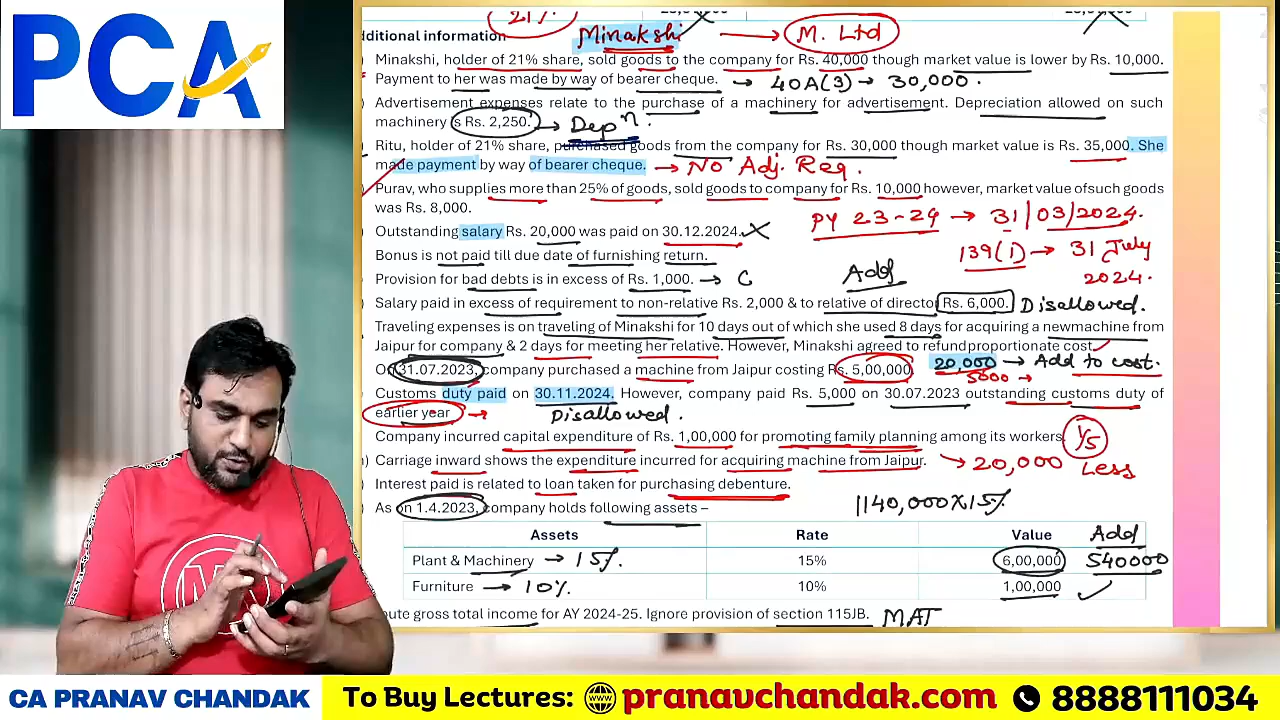 PCA
21%
Minakshi → M. Ltd
dditional information
Minakshi, holder of 21% share, sold goods to the company for Rs. 40,000 though market value is lower by Rs. 10,000.
Payment to her was made by way of bearer cheque. → 40A(3) → 30,000.
Advertisement expenses relate to the purchase of a machinery for advertisement. Depreciation allowed on such
machinery is Rs. 2,250. → Depⁿ.
Ritu, holder of 21% share, purchased goods from the company for Rs. 30,000 though market value is Rs. 35,000. She
made payment by way of bearer cheque. → NO Adj. Req.
Purav, who supplies more than 25% of goods, sold goods to company for Rs. 10,000 however, market value of such goods
was Rs. 8,000.
PY 23-24 → 31/03/2024.
Outstanding salary Rs. 20,000 was paid on 30.12.2024.
139(1) → 31 July
2024.
Bonus is not paid till due date of furnishing return.
Provision for bad debts is in excess of Rs. 1,000. → C Add
Salary paid in excess of requirement to non-relative Rs. 2,000 & to relative of director Rs. 6,000. Disallowed.
Traveling expenses is on traveling of Minakshi for 10 days out of which she used 8 days for acquiring a newmachine from
Jaipur for company & 2 days for meeting her relative. However, Minakshi agreed to refund proportionate cost
On 31.07.2023, company purchased a machine from Jaipur costing Rs. 5,00,000. 20,000 → Add to cost.
5000 →
Customs duty paid on 30.11.2024. However, company paid Rs. 5,000 on 30.07.2023 outstanding customs duty of
earlier year → Disallowed.
Company incurred capital expenditure of Rs. 1,00,000 for promoting family planning among its workers 1/5
) Carriage inward shows the expenditure incurred for acquiring machine from Jaipur. → 20,000 Less
) Interest paid is related to loan taken for purchasing debenture.
) As on 1.4.2023, company holds following assets – 1140,000×15%
Assets Rate Value Add
Plant & Machinery → 15%. 15% 6,00,000 540000
Furniture → 10%. 10% 1,00,000
ute gross total income for AY 2024-25. Ignore provision of section 115JB. MAT
CA PRANAV CHANDAK To Buy Lectures: pranavchandak.com 8888111034